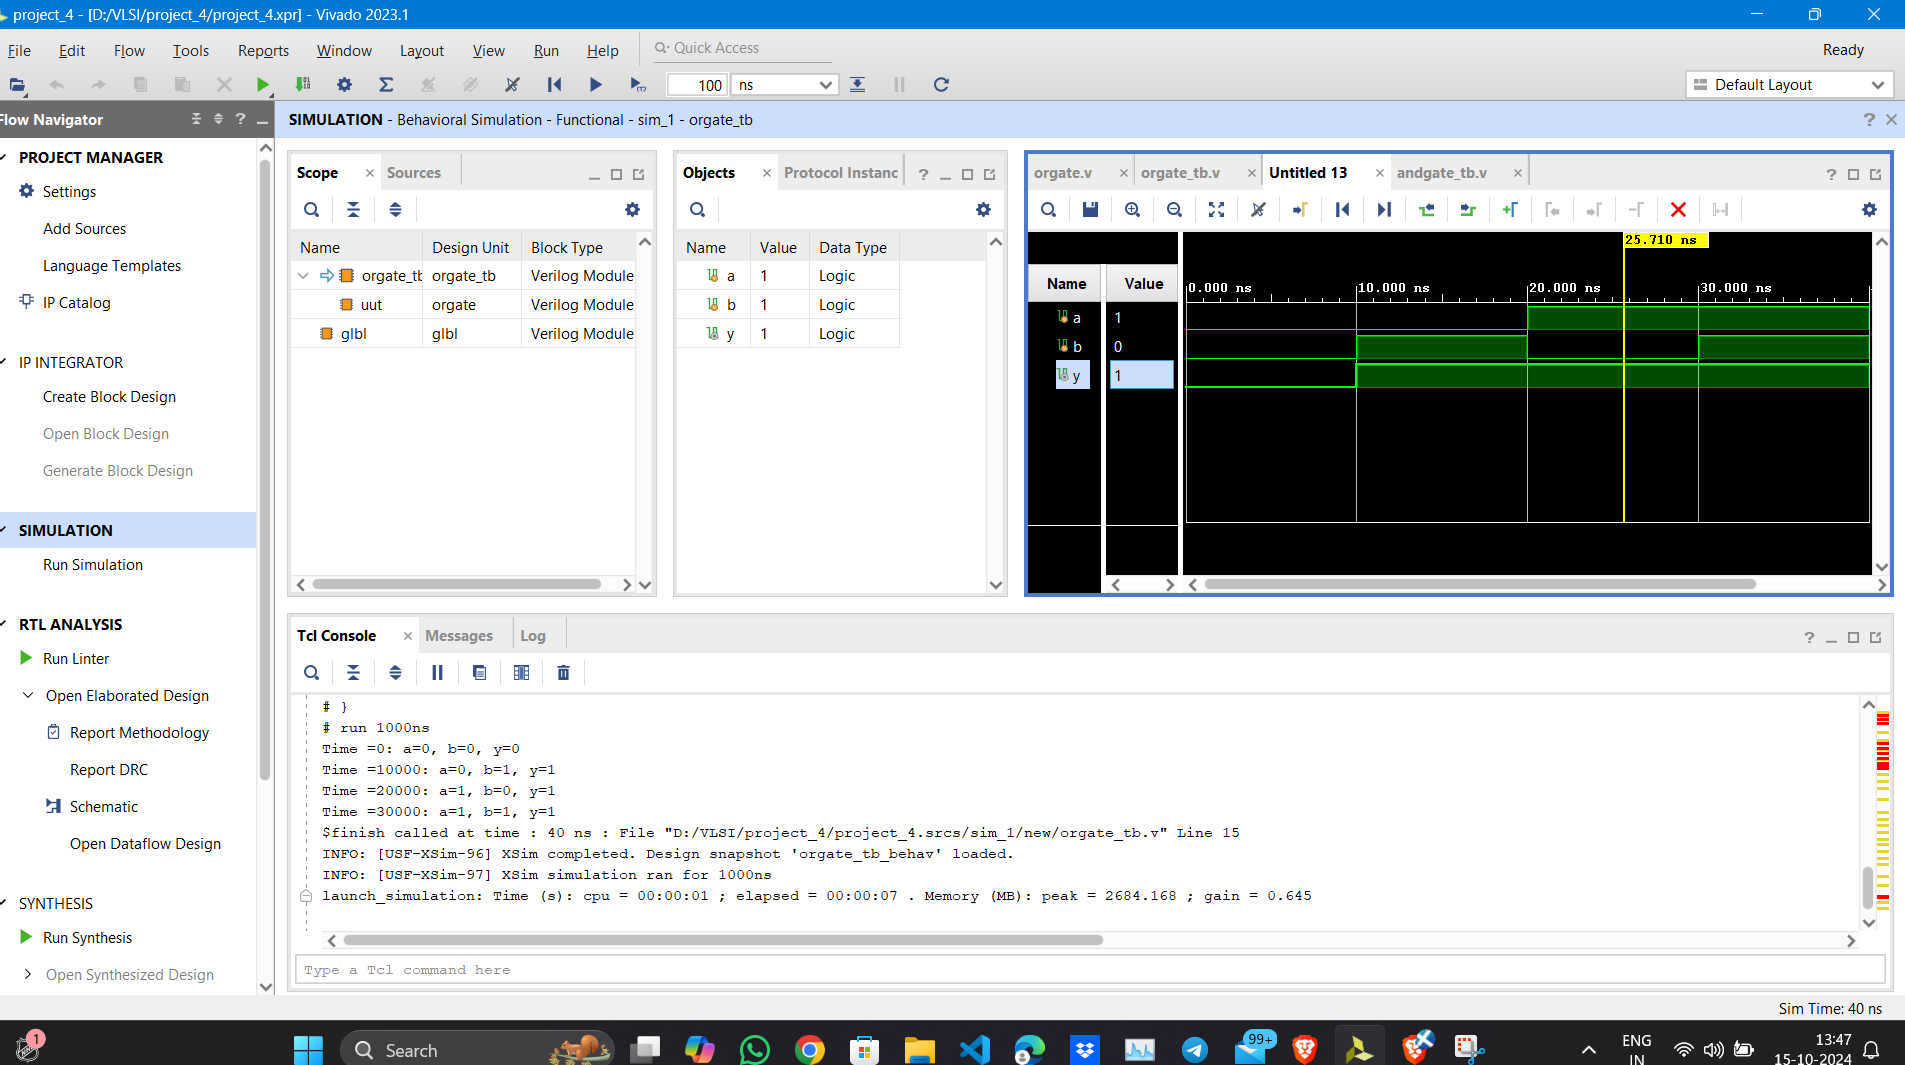 project_4 - [D:/VLSI/project_4/project_4.xpr] - Vivado 2023.1
File Edit Flow Tools Reports Window Layout View Run Help Quick Access Ready
100 ns Default Layout
Flow Navigator
SIMULATION - Behavioral Simulation - Functional - sim_1 - orgate_tb
PROJECT MANAGER
Settings
Add Sources
Language Templates
IP Catalog
IP INTEGRATOR
Create Block Design
Open Block Design
Generate Block Design
SIMULATION
Run Simulation
RTL ANALYSIS
Run Linter
Open Elaborated Design
Report Methodology
Report DRC
Schematic
Open Dataflow Design
SYNTHESIS
Run Synthesis
Open Synthesized Design
Scope Sources
Name Design Unit Block Type
orgate_tb orgate_tb Verilog Module
uut orgate Verilog Module
glbl glbl Verilog Module
Objects Protocol Instanc
Name Value Data Type
a 1 Logic
b 1 Logic
y 1 Logic
orgate.v orgate_tb.v Untitled 13 andgate_tb.v
25.710 ns
Name Value
0.000 ns 10.000 ns 20.000 ns 30.000 ns
a 1
b 0
y 1
Tcl Console Messages Log
# }
# run 1000ns
Time =0: a=0, b=0, y=0
Time =10000: a=0, b=1, y=1
Time =20000: a=1, b=0, y=1
Time =30000: a=1, b=1, y=1
$finish called at time : 40 ns : File "D:/VLSI/project_4/project_4.srcs/sim_1/new/orgate_tb.v" Line 15
INFO: [USF-XSim-96] XSim completed. Design snapshot 'orgate_tb_behav' loaded.
INFO: [USF-XSim-97] XSim simulation ran for 1000ns
launch_simulation: Time (s): cpu = 00:00:01 ; elapsed = 00:00:07 . Memory (MB): peak = 2684.168 ; gain = 0.645
Type a Tcl command here
Sim Time: 40 ns
1
Search
99+
ENG
IN
13:47
15-10-2024